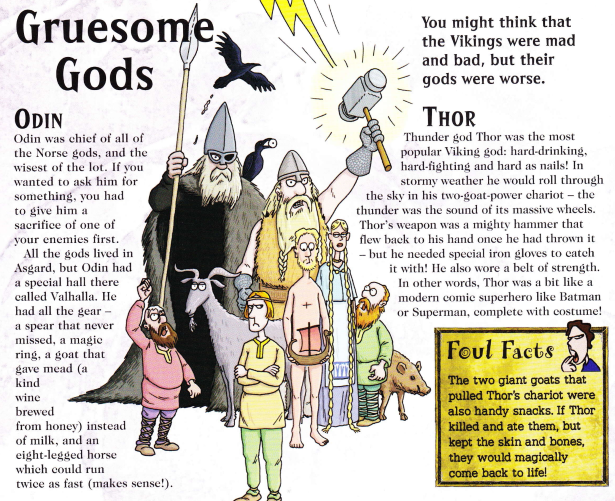 Gruesome
Gods
You might think that
the Vikings were mad
and bad, but their
gods were worse.
ODIN
Odin was chief of all of
the Norse gods, and the
wisest of the lot. If you
wanted to ask him for
something, you had
to give him a
sacrifice of one of
your enemies first.
All the gods lived in
Asgard, but Odin had
a special hall there
called Valhalla. He
had all the gear –
a spear that never
missed, a magic
ring, a goat that
gave mead (a
kind
wine
brewed
from honey) instead
of milk, and an
eight-legged horse
which could run
twice as fast (makes sense!).
THOR
Thunder god Thor was the most
popular Viking god: hard-drinking,
hard-fighting and hard as nails! In
stormy weather he would roll through
the sky in his two-goat-power chariot – the
thunder was the sound of its massive wheels.
Thor's weapon was a mighty hammer that
flew back to his hand once he had thrown it
– but he needed special iron gloves to catch
it with! He also wore a belt of strength.
In other words, Thor was a bit like a
modern comic superhero like Batman
or Superman, complete with costume!
Foul Facts
The two giant goats that
pulled Thor's chariot were
also handy snacks. If Thor
killed and ate them, but
kept the skin and bones,
they would magically
come back to life!